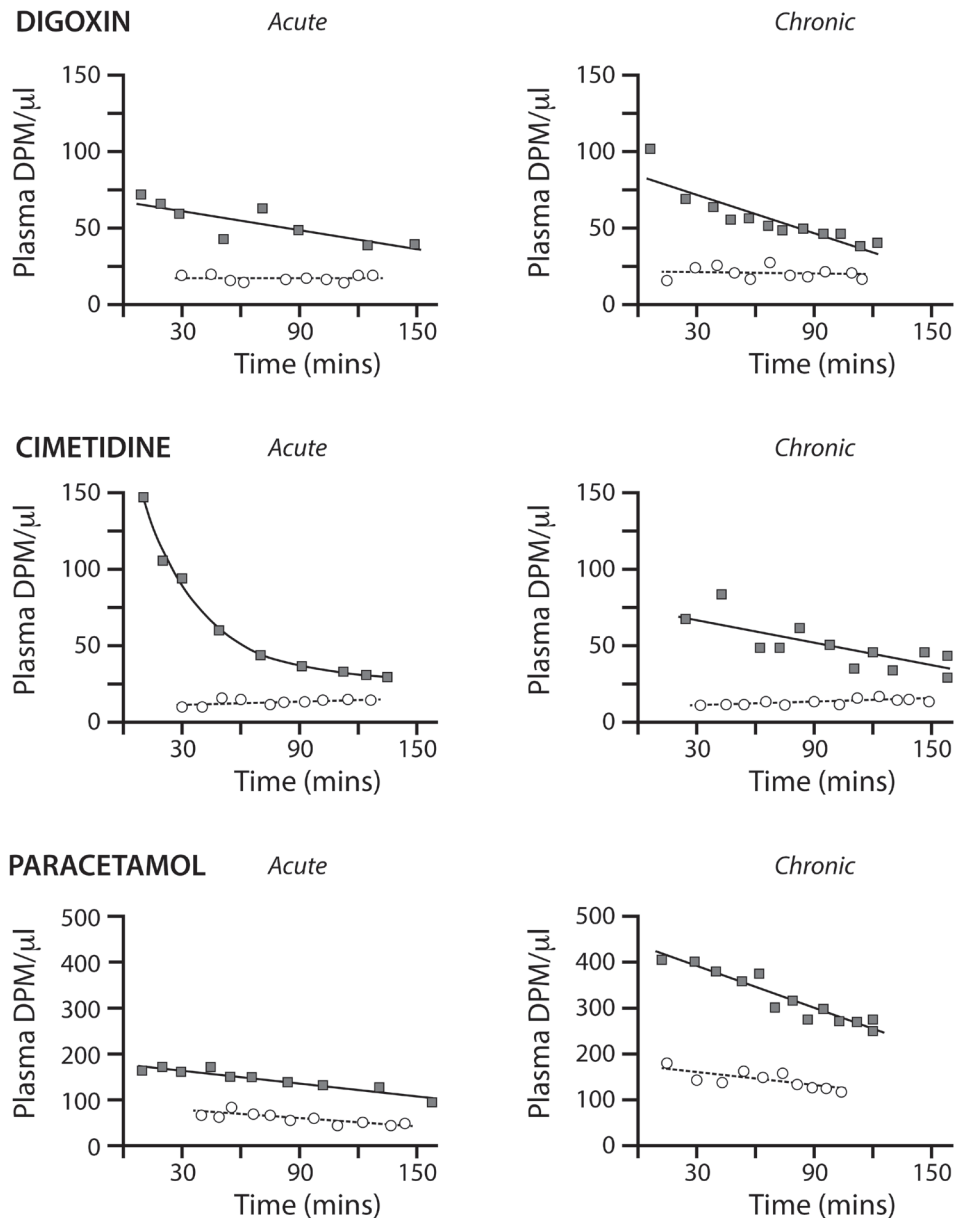 DIGOXIN
Acute
Chronic
Plasma DPM/μl
150
100
50
0
30 90 150
Time (mins)
Plasma DPM/μl
150
100
50
0
30 90 150
Time (mins)
CIMETIDINE
Acute
Chronic
Plasma DPM/μl
150
100
50
0
30 90 150
Time (mins)
Plasma DPM/μl
150
100
50
0
30 90 150
Time (mins)
PARACETAMOL
Acute
Chronic
Plasma DPM/μl
500
400
300
200
100
0
30 90 150
Time (mins)
Plasma DPM/μl
500
400
300
200
100
0
30 90 150
Time (mins)